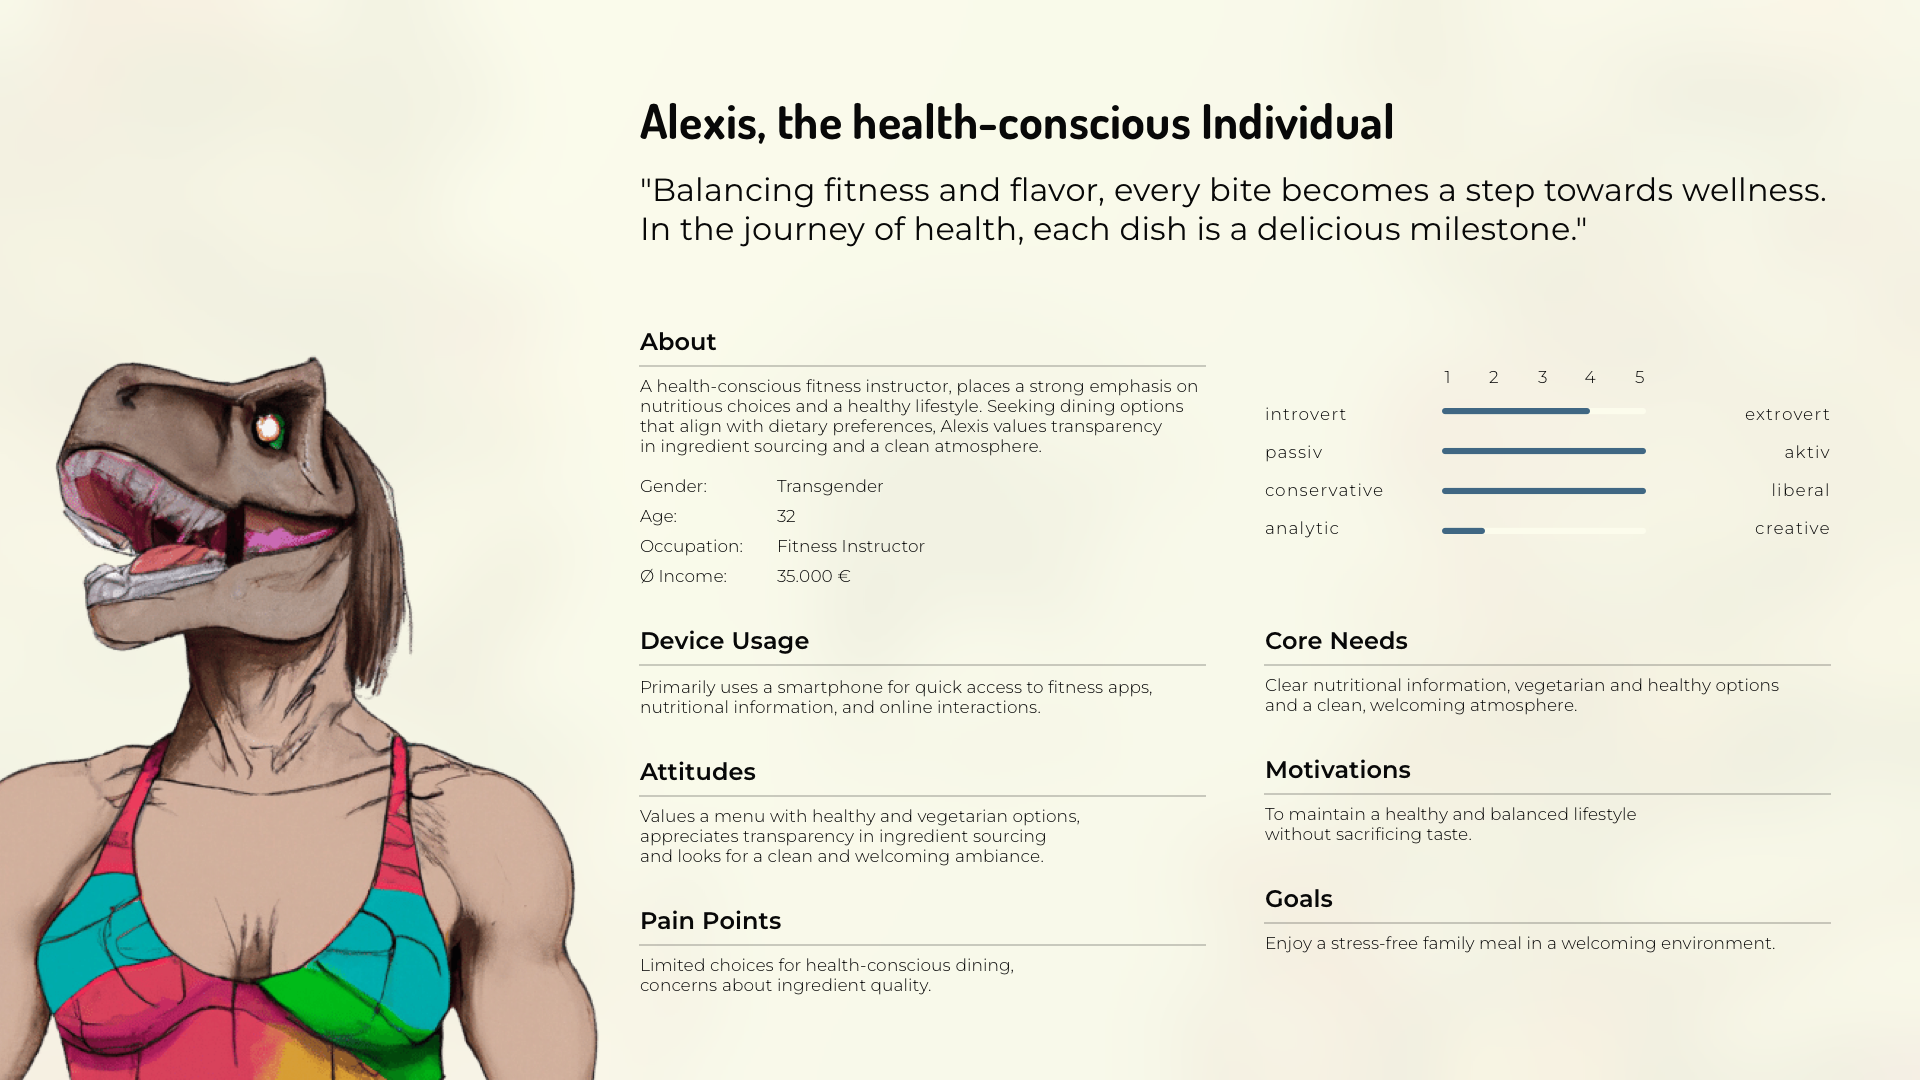 Alexis, the health-conscious Individual
"Balancing fitness and flavor, every bite becomes a step towards wellness.
In the journey of health, each dish is a delicious milestone."
About
A health-conscious fitness instructor, places a strong emphasis on
nutritious choices and a healthy lifestyle. Seeking dining options
that align with dietary preferences, Alexis values transparency
in ingredient sourcing and a clean atmosphere.
Gender: Transgender
Age: 32
Occupation: Fitness Instructor
Ø Income: 35.000 €
1 2 3 4 5
introvert extrovert
passiv aktiv
conservative liberal
analytic creative
Device Usage
Primarily uses a smartphone for quick access to fitness apps,
nutritional information, and online interactions.
Attitudes
Values a menu with healthy and vegetarian options,
appreciates transparency in ingredient sourcing
and looks for a clean and welcoming ambiance.
Pain Points
Limited choices for health-conscious dining,
concerns about ingredient quality.
Core Needs
Clear nutritional information, vegetarian and healthy options
and a clean, welcoming atmosphere.
Motivations
To maintain a healthy and balanced lifestyle
without sacrificing taste.
Goals
Enjoy a stress-free family meal in a welcoming environment.